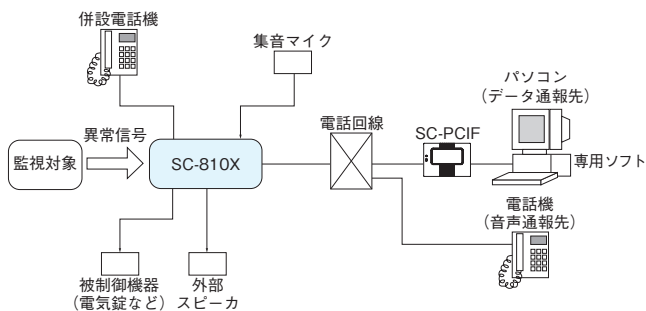 併設電話機
集音マイク
パソコン
（データ通報先）
電話回線
SC-PCIF
異常信号
監視対象
SC-810X
専用ソフト
電話機
（音声通報先）
被制御機器
（電気錠など）
外部
スピーカ